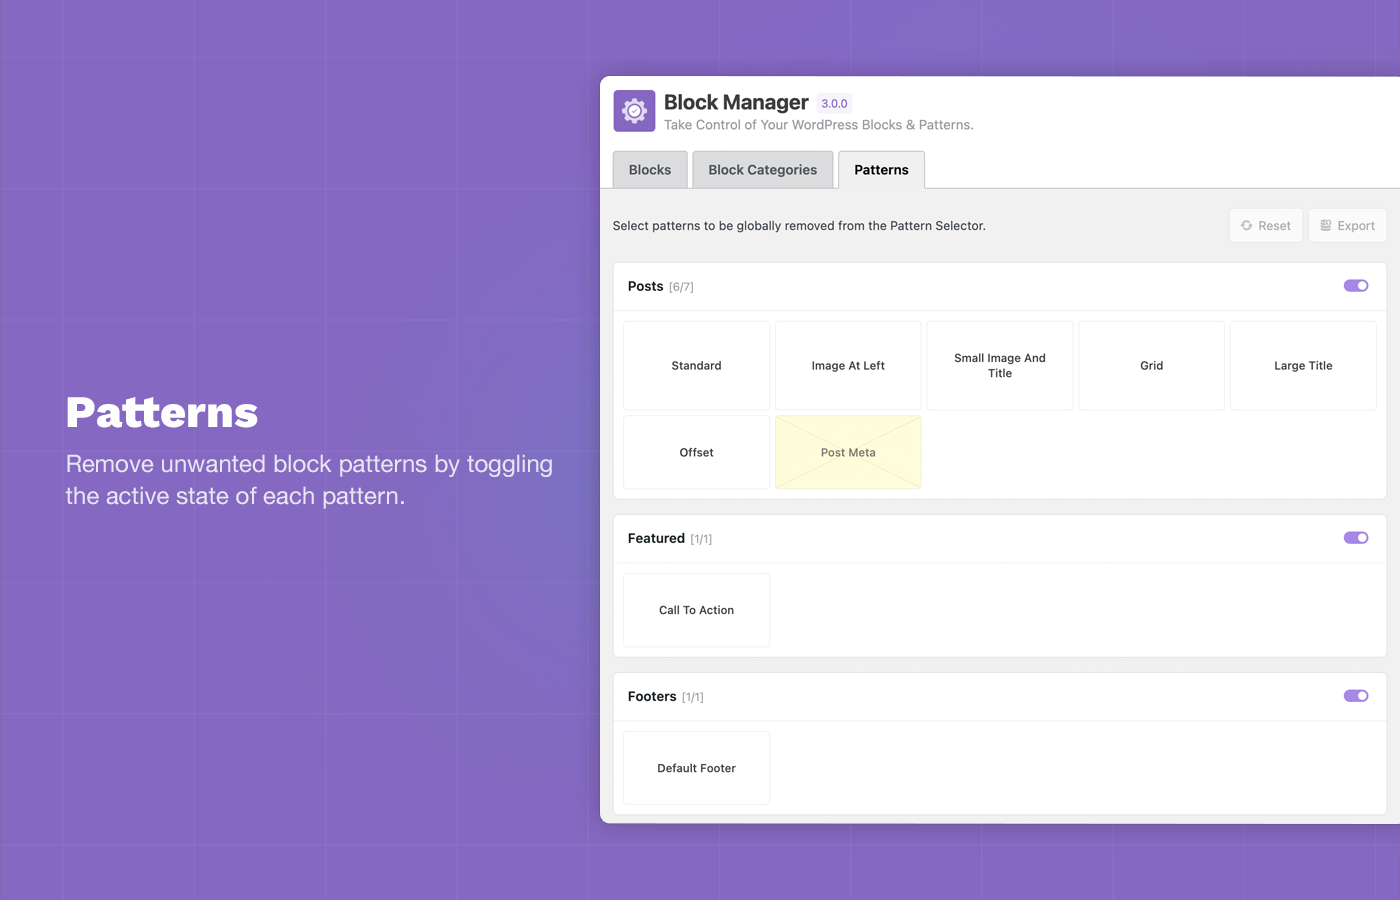 Patterns
Remove unwanted block patterns by toggling
the active state of each pattern.
Block Manager 3.0.0
Take Control of Your WordPress Blocks & Patterns.
Blocks
Block Categories
Patterns
Select patterns to be globally removed from the Pattern Selector.
Reset
Export
Posts [6/7]
Standard
Image At Left
Small Image And
Title
Grid
Large Title
Offset
Post Meta
Featured [1/1]
Call To Action
Footers [1/1]
Default Footer